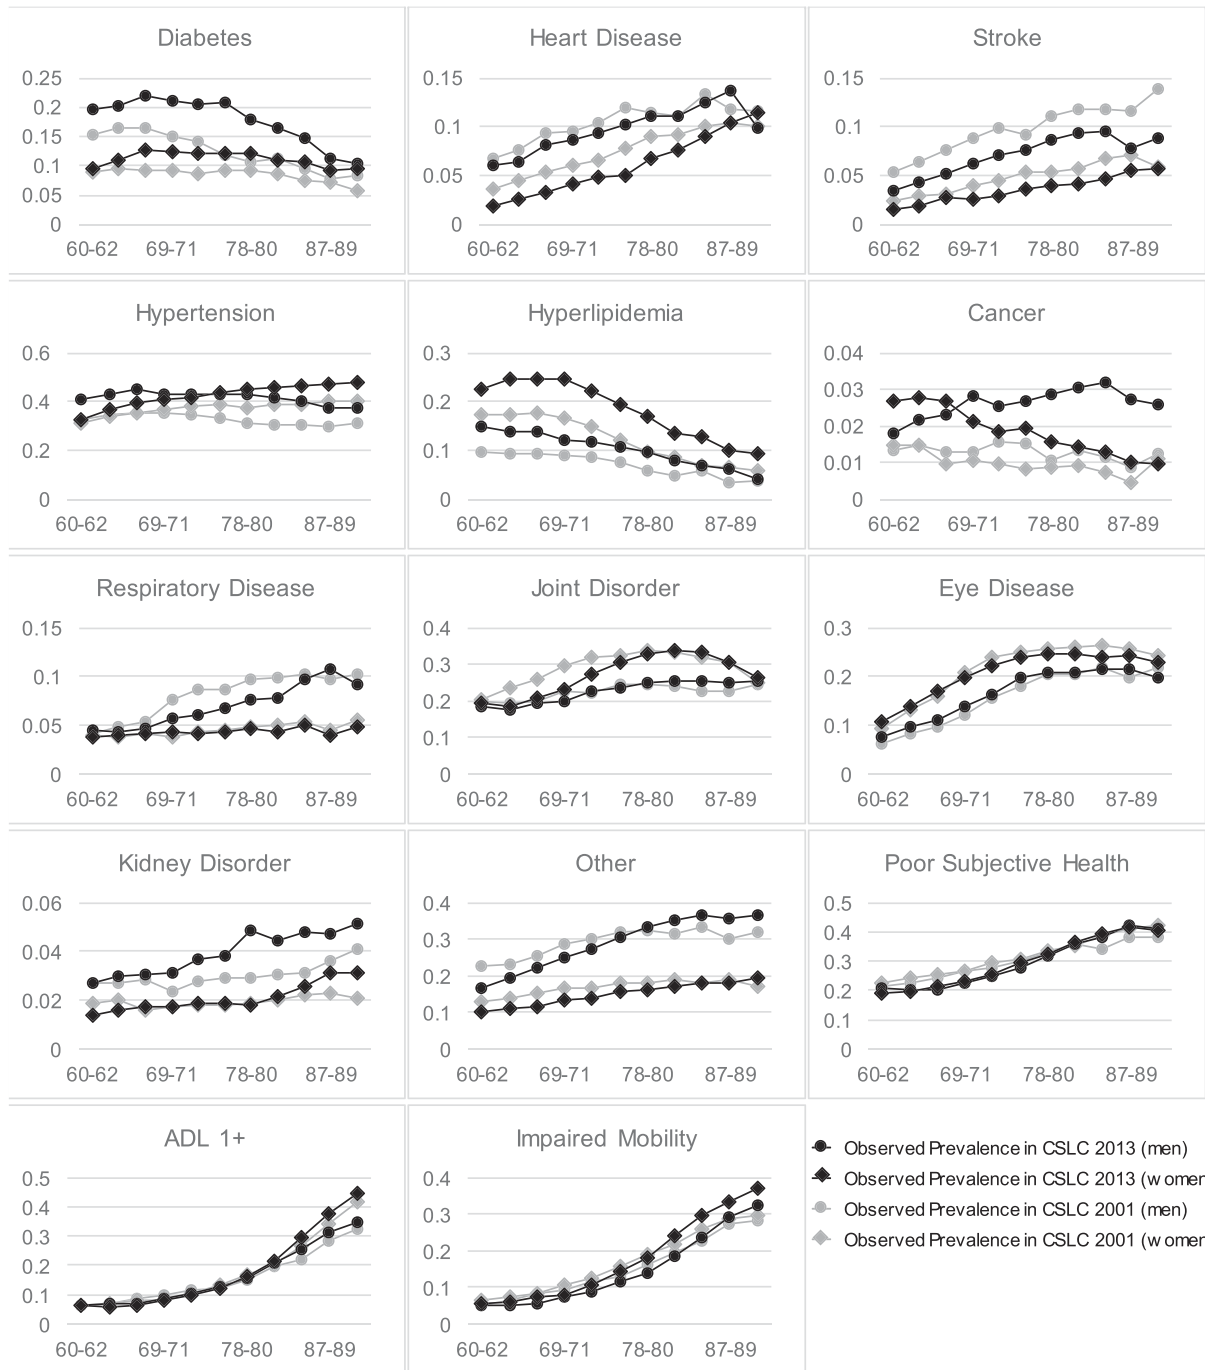 Diabetes
0.25
0.2
0.15
0.1
0.05
0
60-62 69-71 78-80 87-89
Heart Disease
0.15
0.1
0.05
0
60-62 69-71 78-80 87-89
Stroke
0.15
0.1
0.05
0
60-62 69-71 78-80 87-89
Hypertension
0.6
0.4
0.2
0
60-62 69-71 78-80 87-89
Hyperlipidemia
0.3
0.2
0.1
0
60-62 69-71 78-80 87-89
Cancer
0.04
0.03
0.02
0.01
0
60-62 69-71 78-80 87-89
Respiratory Disease
0.15
0.1
0.05
0
60-62 69-71 78-80 87-89
Joint Disorder
0.4
0.3
0.2
0.1
0
60-62 69-71 78-80 87-89
Eye Disease
0.3
0.2
0.1
0
60-62 69-71 78-80 87-89
Kidney Disorder
0.06
0.04
0.02
0
60-62 69-71 78-80 87-89
Other
0.4
0.3
0.2
0.1
0
60-62 69-71 78-80 87-89
Poor Subjective Health
0.5
0.4
0.3
0.2
0.1
0
60-62 69-71 78-80 87-89
ADL 1+
0.5
0.4
0.3
0.2
0.1
0
60-62 69-71 78-80 87-89
Impaired Mobility
0.4
0.3
0.2
0.1
0
60-62 69-71 78-80 87-89
Observed Prevalence in CSLC 2013 (men)
Observed Prevalence in CSLC 2013 (women
Observed Prevalence in CSLC 2001 (men)
Observed Prevalence in CSLC 2001 (women